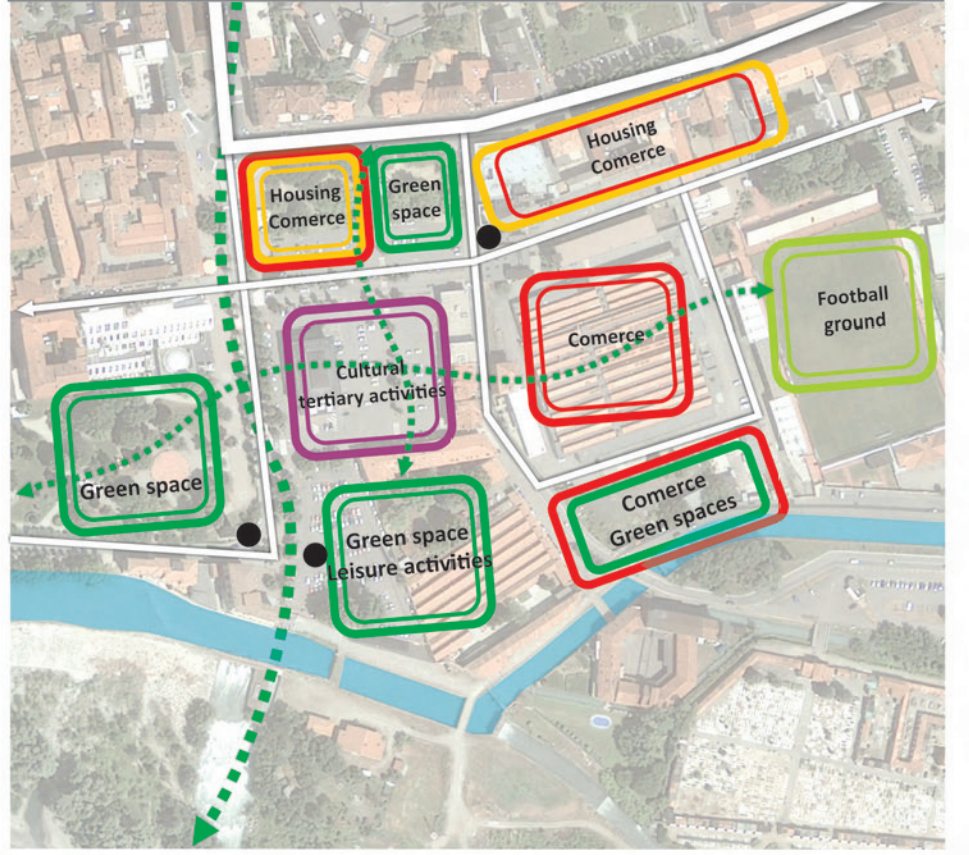 Housing
Comerce
Green
space
Housing
Comerce
Football
ground
Comerce
Cultural
tertiary activities
Green space
Comerce
Green spaces
Green space
Leisure activities